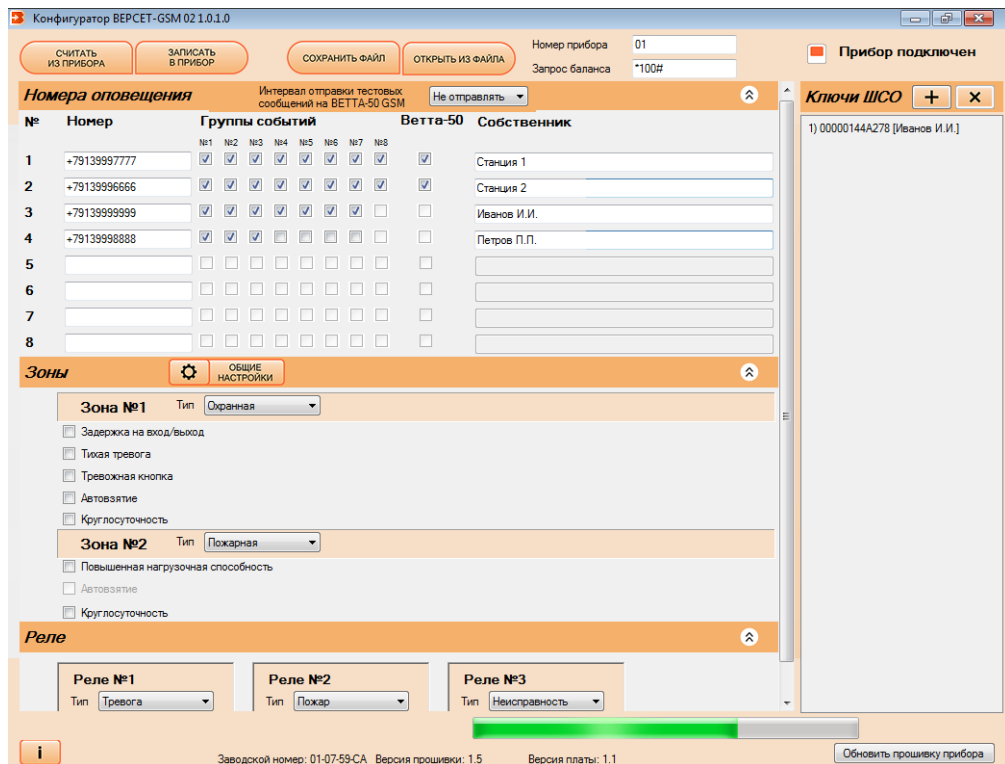 Конфигуратор ВЕРСЕТ-GSM 02 1.0.1.0
СЧИТАТЬ
ИЗ ПРИБОРА
ЗАПИСАТЬ
В ПРИБОР
СОХРАНИТЬ ФАЙЛ
ОТКРЫТЬ ИЗ ФАЙЛА
Номер прибора 01
Запрос баланса *100#
Прибор подключен
Номера оповещения
Интервал отправки тестовых
сообщений на ВЕТТА-50 GSM
Не отправлять
№ Номер Группы событий Ветта-50 Собственник
№1 №2 №3 №4 №5 №6 №7 №8
1 +79139997777 Станция 1
2 +79139996666 Станция 2
3 +79139999999 Иванов И.И.
4 +79139998888 Петров П.П.
5
6
7
8
Зоны
ОБЩИЕ
НАСТРОЙКИ
Зона №1 Тип Охранная
Задержка на вход/выход
Тихая тревога
Тревожная кнопка
Автовзятие
Круглосуточность
Зона №2 Тип Пожарная
Повышенная нагрузочная способность
Автовзятие
Круглосуточность
Реле
Реле №1
Тип Тревога
Реле №2
Тип Пожар
Реле №3
Тип Неисправность
Ключи ШСО
1) 00000144A278 [Иванов И.И.]
i
Заводской номер: 01-07-59-CA Версия прошивки: 1.5 Версия платы: 1.1
Обновить прошивку прибора